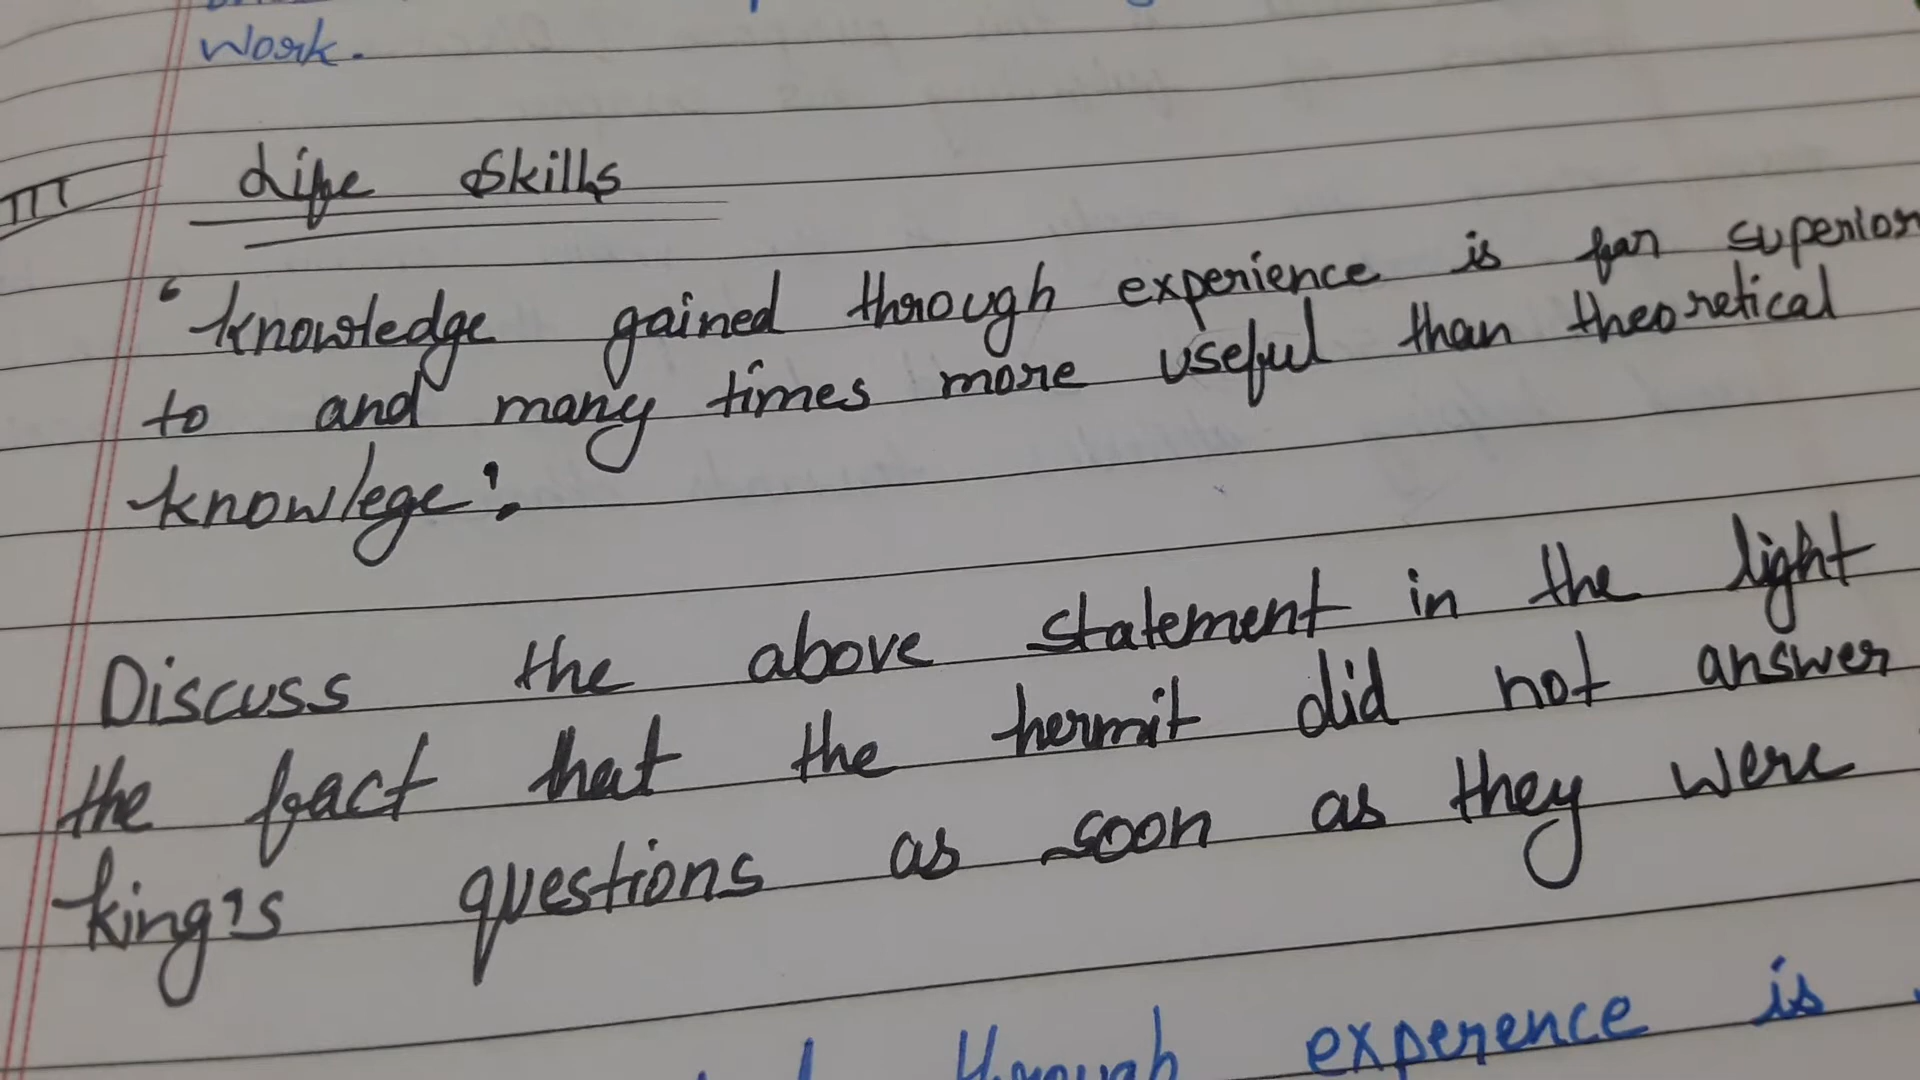 work.
III
Life Skills
"knowledge gained through experience is far superior
to and many times more useful than theoretical
knowlege".
Discuss the above statement in the light
the fact that the hermit did not answer
king's questions as soon as they were
through experience is